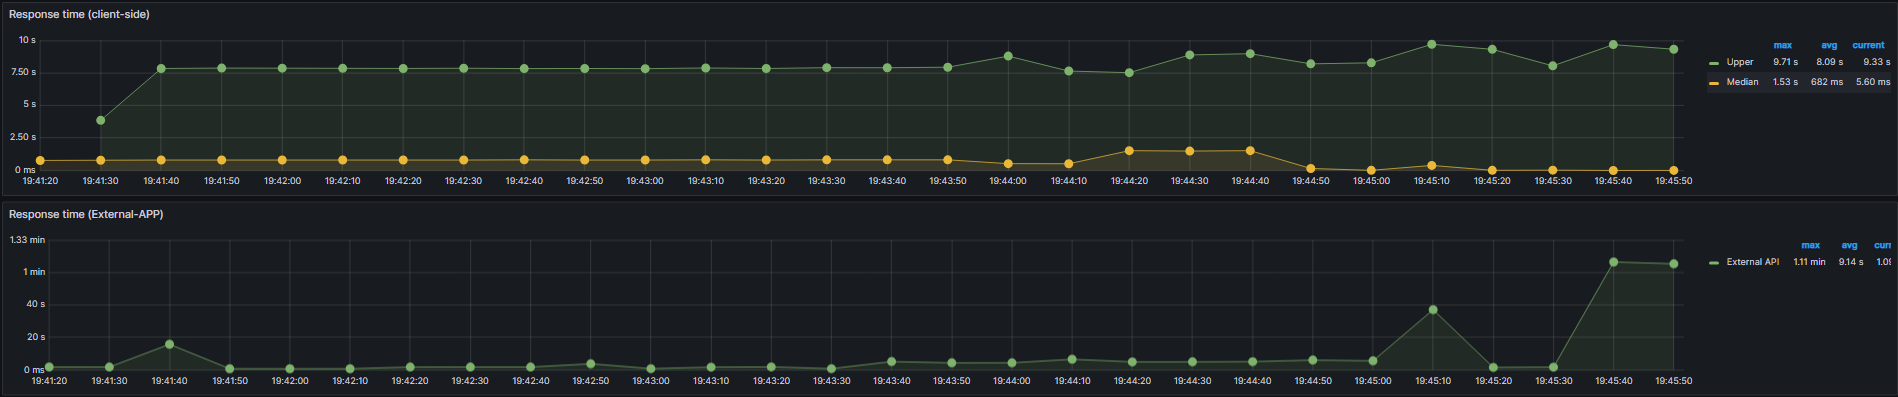 Response time (client-side)
10 s
7.50 s
5 s
2.50 s
0 ms
19:41:20 19:41:30 19:41:40 19:41:50 19:42:00 19:42:10 19:42:20 19:42:30 19:42:40 19:42:50 19:43:00 19:43:10 19:43:20 19:43:30 19:43:40 19:43:50 19:44:00 19:44:10 19:44:20 19:44:30 19:44:40 19:44:50 19:45:00 19:45:10 19:45:20 19:45:30 19:45:40 19:45:50
max avg current
Upper 9.71 s 8.09 s 9.33 s
Median 1.53 s 682 ms 5.60 ms
Response time (External-APP)
1.33 min
1 min
40 s
20 s
0 ms
19:41:20 19:41:30 19:41:40 19:41:50 19:42:00 19:42:10 19:42:20 19:42:30 19:42:40 19:42:50 19:43:00 19:43:10 19:43:20 19:43:30 19:43:40 19:43:50 19:44:00 19:44:10 19:44:20 19:44:30 19:44:40 19:44:50 19:45:00 19:45:10 19:45:20 19:45:30 19:45:40 19:45:50
max avg curr
External API 1.11 min 9.14 s 1.09